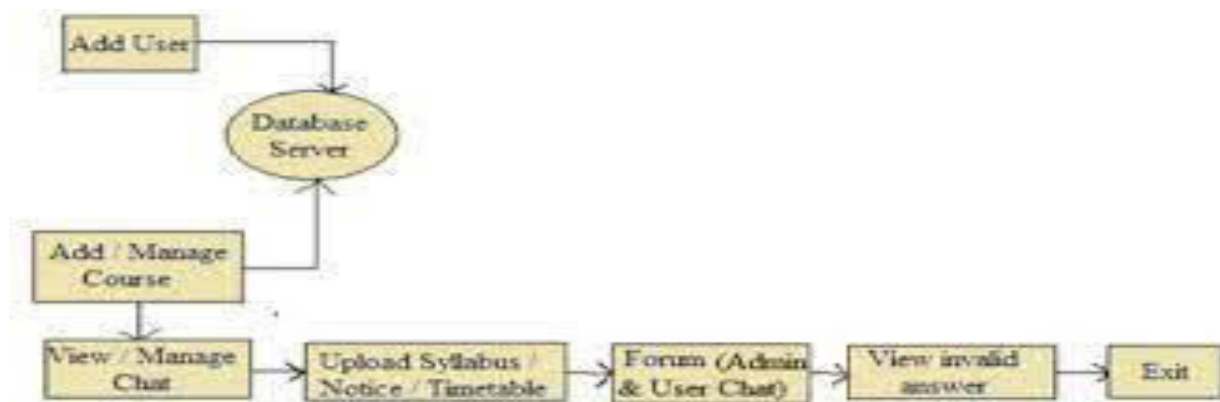 Add User
Database
Server
Add / Manage
Course
View / Manage
Chat
Upload Syllabus /
Notice / Timetable
Forum (Admin
& User Chat)
View invalid
answer
Exit